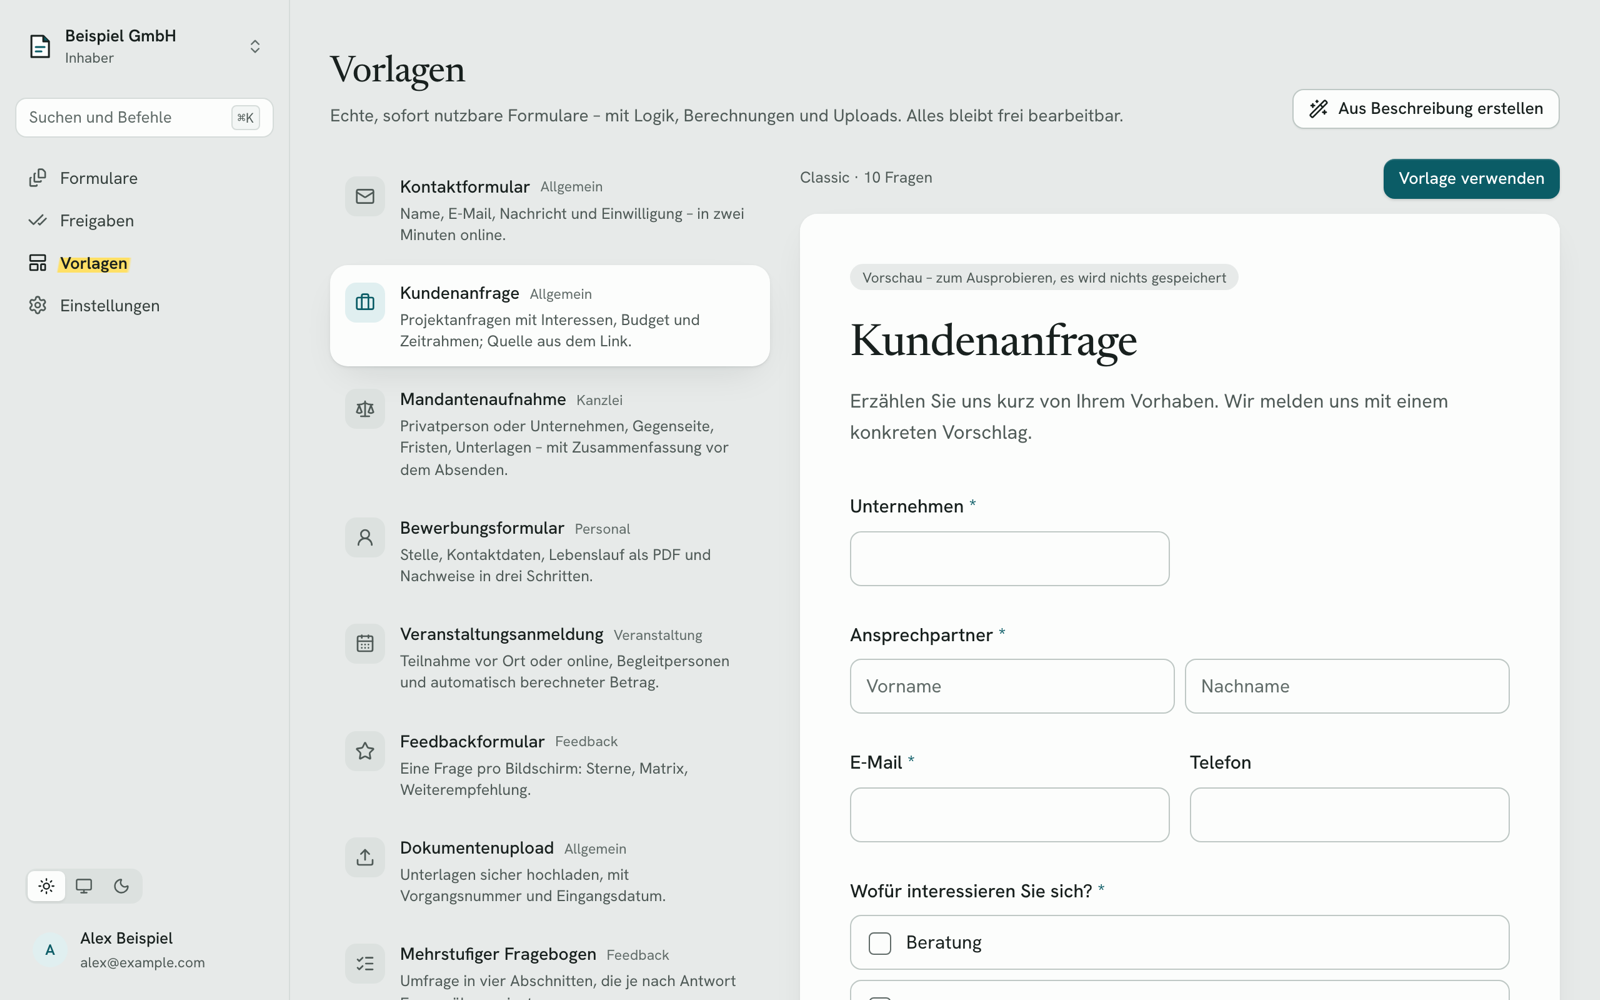 Beispiel GmbH
Inhaber
Suchen und Befehle ⌘K
Formulare
Freigaben
Vorlagen
Einstellungen
Alex Beispiel
A
alex@example.com
Vorlagen
Echte, sofort nutzbare Formulare – mit Logik, Berechnungen und Uploads. Alles bleibt frei bearbeitbar.
Aus Beschreibung erstellen
Kontaktformular Allgemein
Name, E-Mail, Nachricht und Einwilligung – in zwei
Minuten online.
Kundenanfrage Allgemein
Projektanfragen mit Interessen, Budget und
Zeitrahmen; Quelle aus dem Link.
Mandantenaufnahme Kanzlei
Privatperson oder Unternehmen, Gegenseite,
Fristen, Unterlagen – mit Zusammenfassung vor
dem Absenden.
Bewerbungsformular Personal
Stelle, Kontaktdaten, Lebenslauf als PDF und
Nachweise in drei Schritten.
Veranstaltungsanmeldung Veranstaltung
Teilnahme vor Ort oder online, Begleitpersonen
und automatisch berechneter Betrag.
Feedbackformular Feedback
Eine Frage pro Bildschirm: Sterne, Matrix,
Weiterempfehlung.
Dokumentenupload Allgemein
Unterlagen sicher hochladen, mit
Vorgangsnummer und Eingangsdatum.
Mehrstufiger Fragebogen Feedback
Umfrage in vier Abschnitten, die je nach Antwort
Classic · 10 Fragen
Vorlage verwenden
Vorschau – zum Ausprobieren, es wird nichts gespeichert
Kundenanfrage
Erzählen Sie uns kurz von Ihrem Vorhaben. Wir melden uns mit einem
konkreten Vorschlag.
Unternehmen *
Ansprechpartner *
Vorname
Nachname
E-Mail *
Telefon
Wofür interessieren Sie sich? *
Beratung